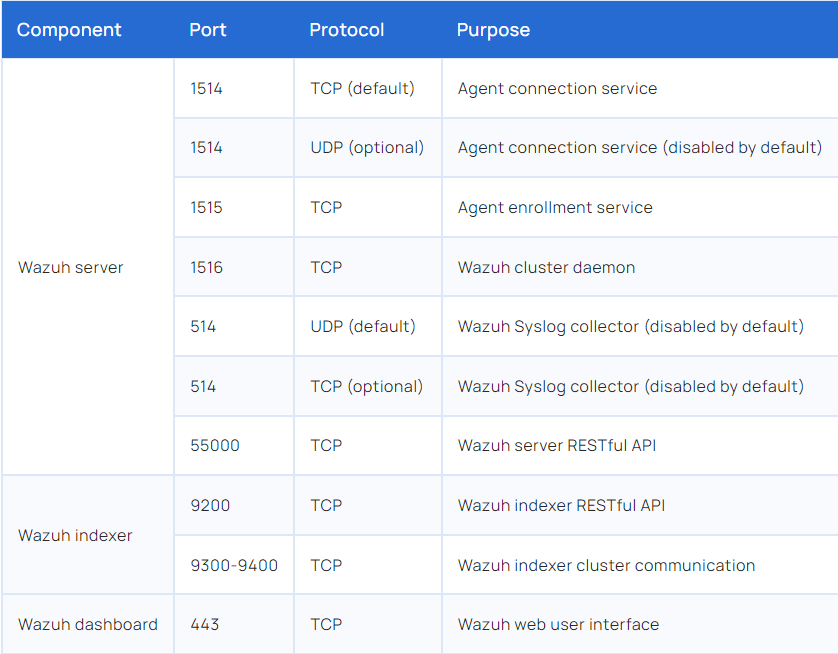 Component Port Protocol Purpose
1514 TCP (default) Agent connection service
1514 UDP (optional) Agent connection service (disabled by default)
1515 TCP Agent enrollment service
Wazuh server 1516 TCP Wazuh cluster daemon
514 UDP (default) Wazuh Syslog collector (disabled by default)
514 TCP (optional) Wazuh Syslog collector (disabled by default)
55000 TCP Wazuh server RESTful API
9200 TCP Wazuh indexer RESTful API
Wazuh indexer
9300-9400 TCP Wazuh indexer cluster communication
Wazuh dashboard 443 TCP Wazuh web user interface